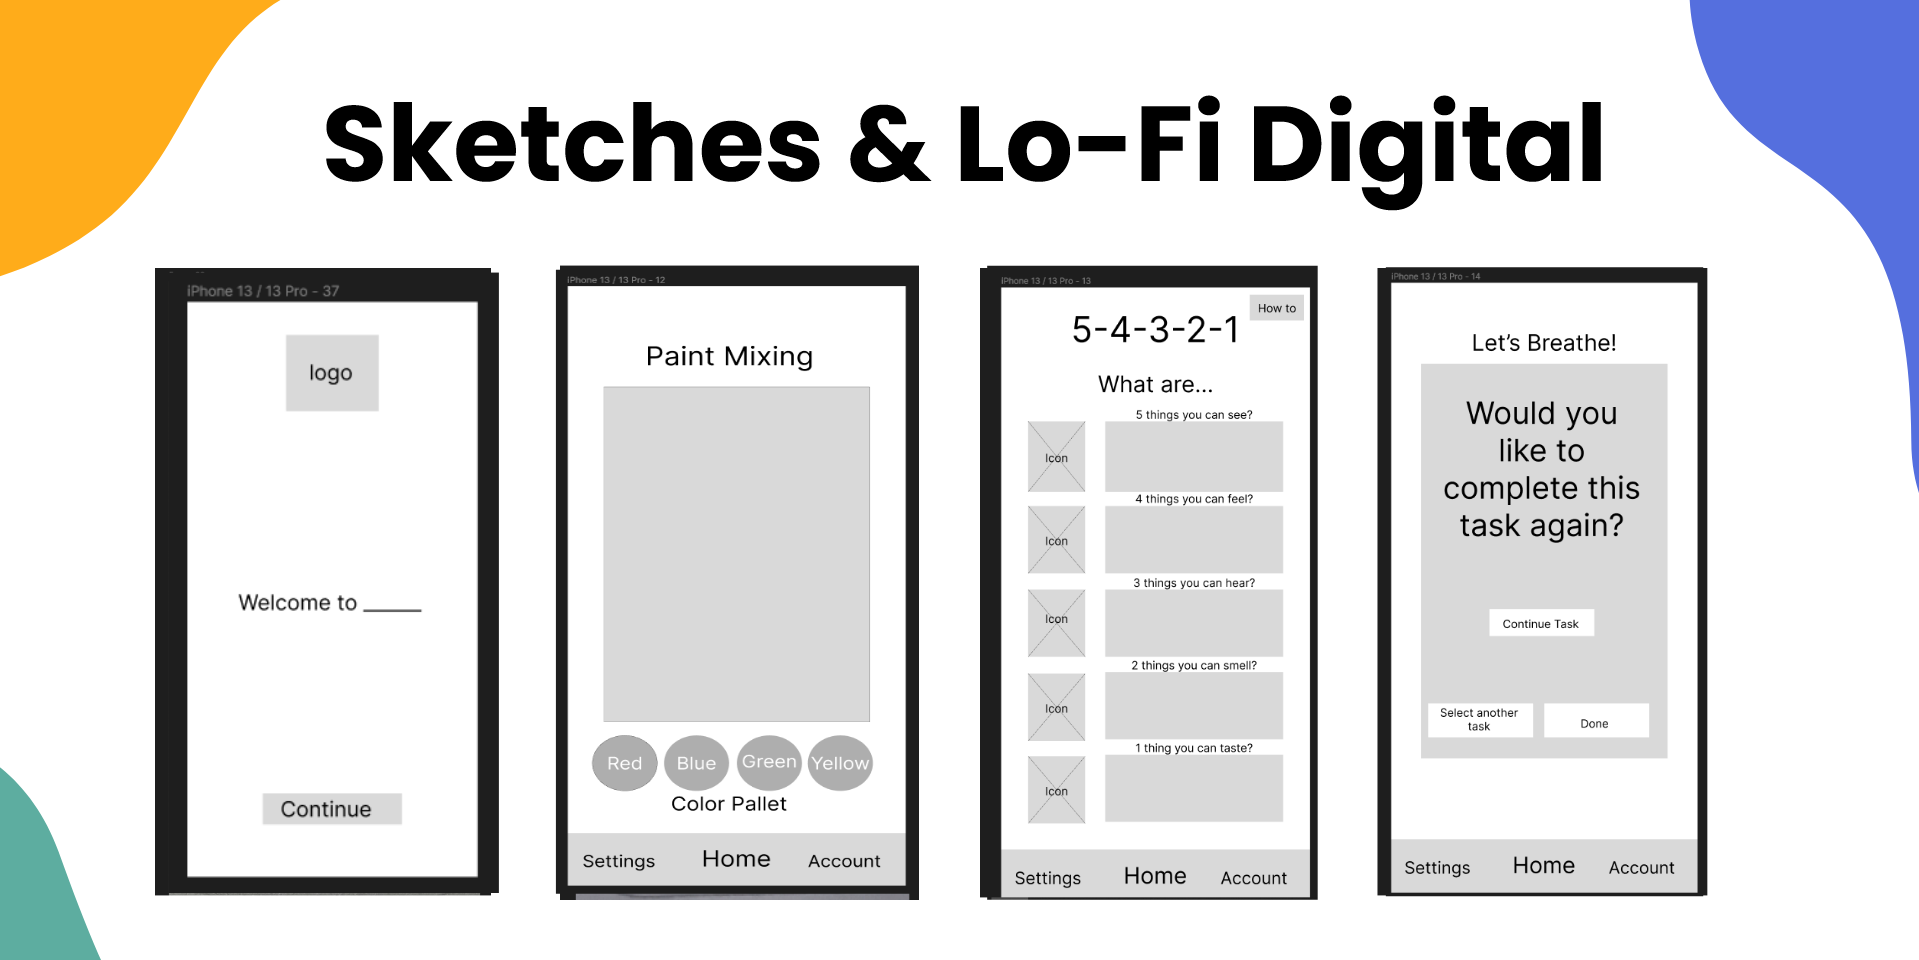 Sketches & Lo-Fi Digital
iPhone 13 / 13 Pro - 37
logo
Welcome to _____
Continue
iPhone 13 / 13 Pro - 12
Paint Mixing
Red Blue Green Yellow
Color Pallet
Settings Home Account
iPhone 13 / 13 Pro - 13
How to
5-4-3-2-1
What are...
5 things you can see?
Icon
4 things you can feel?
Icon
3 things you can hear?
Icon
2 things you can smell?
Icon
1 thing you can taste?
Icon
Settings Home Account
iPhone 13 / 13 Pro - 14
Let's Breathe!
Would you
like to
complete this
task again?
Continue Task
Select another
task
Done
Settings Home Account